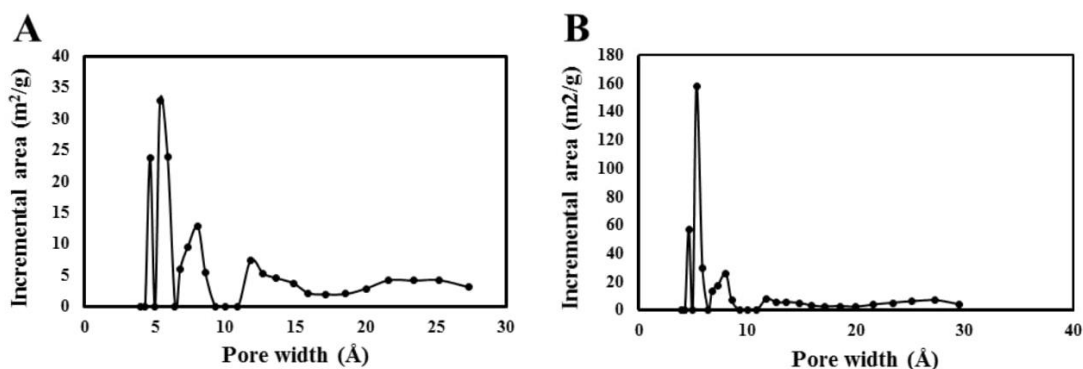 A
Incremental area (m²/g)
40
35
30
25
20
15
10
5
0
0 5 10 15 20 25 30
Pore width (Å)
B
Incremental area (m2/g)
180
160
140
120
100
80
60
40
20
0
0 10 20 30 40
Pore width (Å)